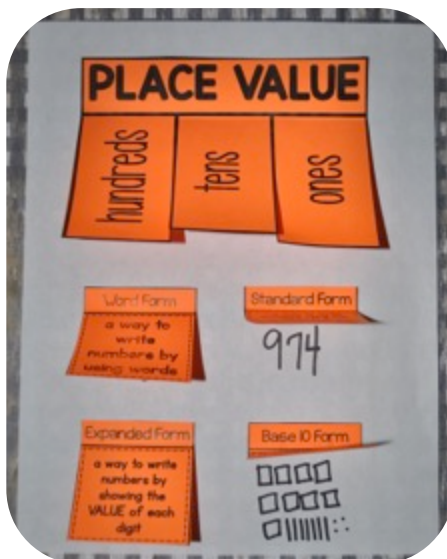 PLACE VALUE
hundreds
tens
ones
Word Form
a way to
write
numbers by
using words
Standard Form
974
Expanded Form
a way to write
numbers by
showing the
VALUE of each
digit
Base 10 Form